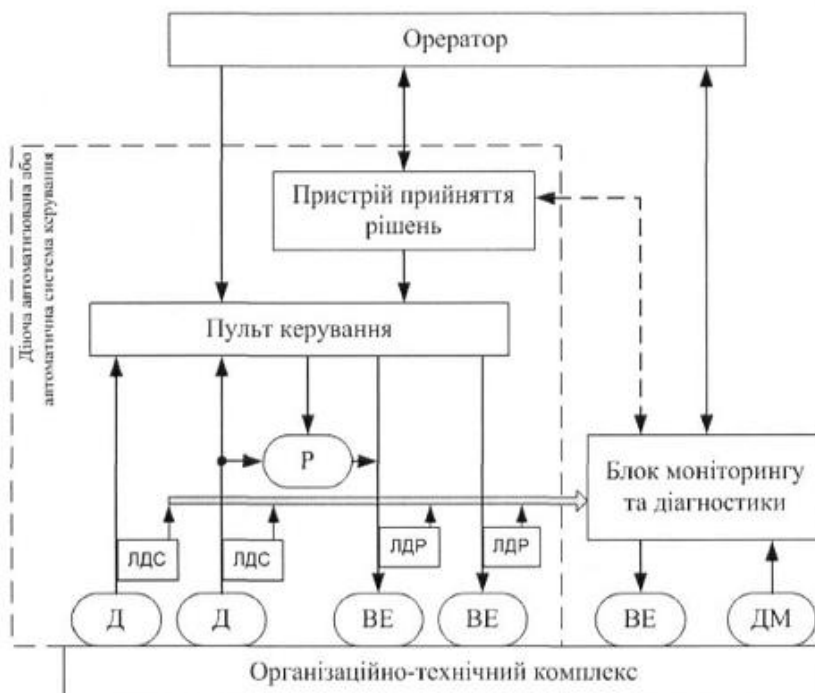 Орератор
Діюча автоматизована або
автоматична система керування
Пристрій прийняття
рішень
Пульт керування
Р
Блок моніторингу
та діагностики
ЛДС
ЛДС
ЛДР
ЛДР
Д
Д
ВЕ
ВЕ
ВЕ
ДМ
Організаційно-технічний комплекс